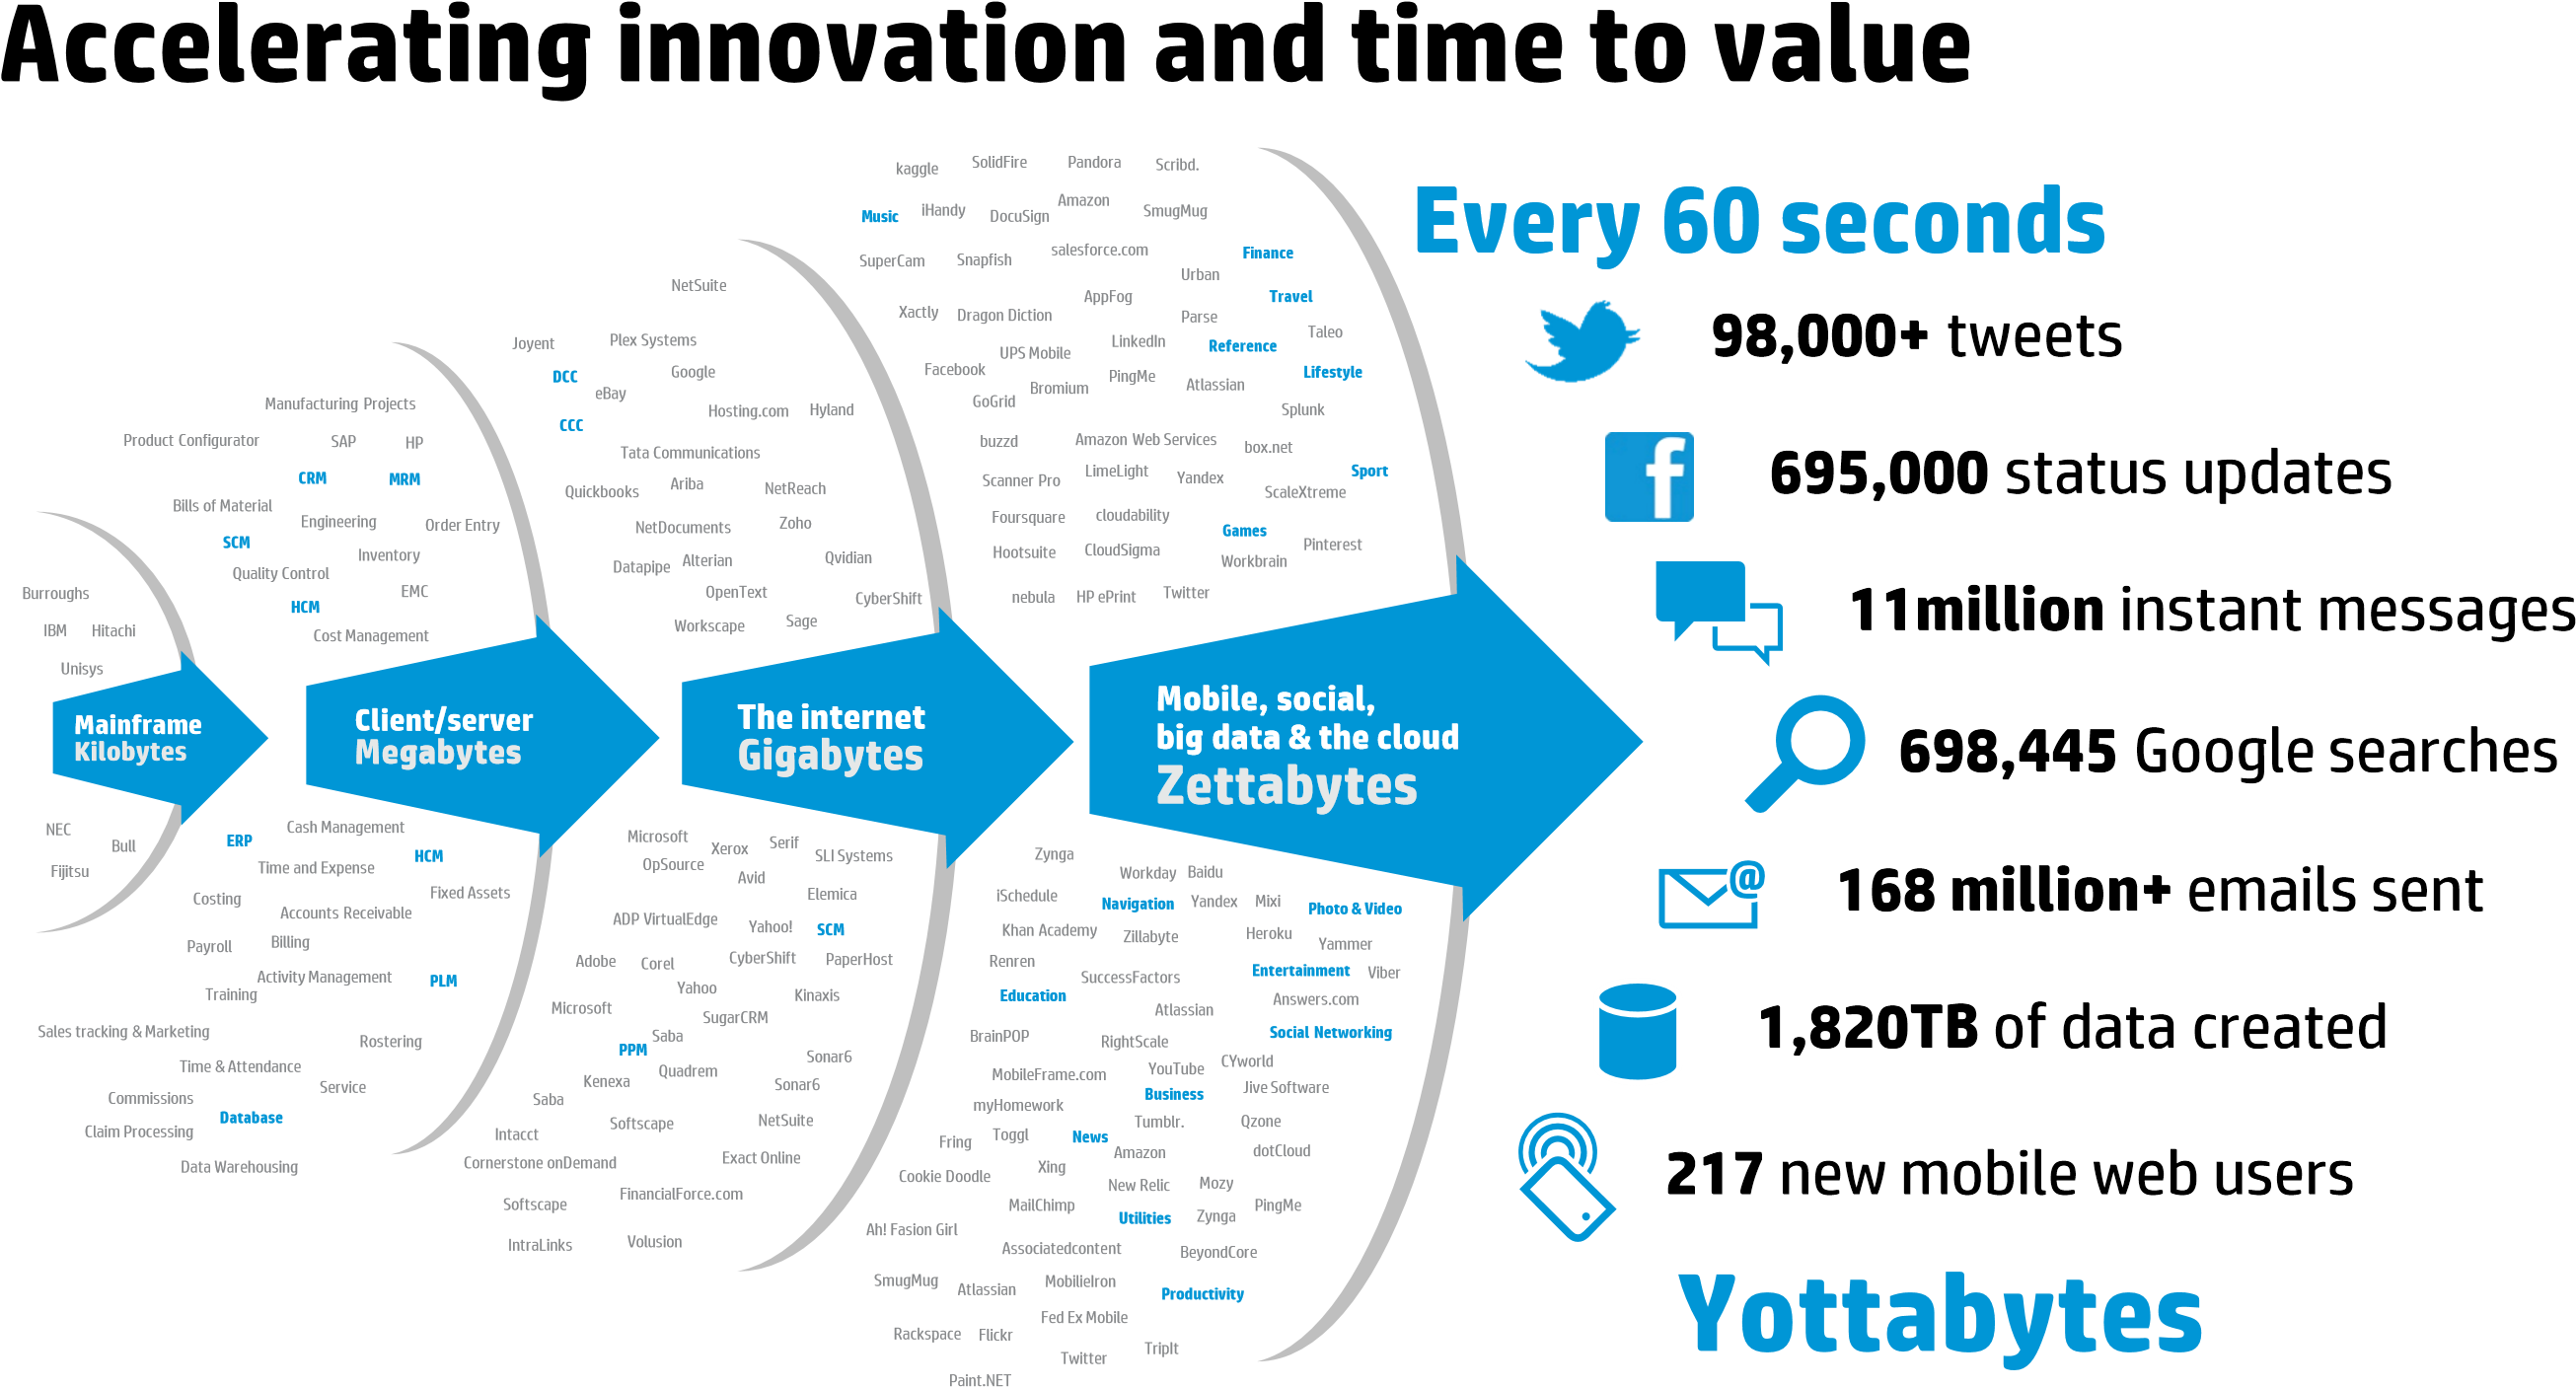 Accelerating innovation and time to value
Burroughs
IBM Hitachi
Unisys
Mainframe
Kilobytes
NEC
Bull
Fijitsu
Manufacturing Projects
Product Configurator SAP HP
CRM MRM
Bills of Material
Engineering Order Entry
SCM
Inventory
Quality Control
EMC
HCM
Cost Management
Client/server
Megabytes
Cash Management
ERP
HCM
Time and Expense
Fixed Assets
Costing
Accounts Receivable
Payroll Billing
Activity Management PLM
Training
Sales tracking & Marketing
Rostering
Time & Attendance
Service
Commissions
Database
Claim Processing
Data Warehousing
NetSuite
Joyent Plex Systems
DCC Google
eBay
Hosting.com Hyland
CCC
Tata Communications
Quickbooks Ariba NetReach
NetDocuments Zoho
Datapipe Alterian Qvidian
OpenText CyberShift
Workscape Sage
The internet
Gigabytes
Microsoft Xerox Serif
OpSource SLI Systems
Avid
Elemica
ADP VirtualEdge Yahoo! SCM
Adobe Corel CyberShift PaperHost
Yahoo Kinaxis
Microsoft SugarCRM
Saba
PPM Sonar6
Kenexa Quadrem Sonar6
Saba
Softscape NetSuite
Intacct
Cornerstone onDemand Exact Online
FinancialForce.com
Softscape
IntraLinks Volusion
kaggle SolidFire Pandora Scribd.
Music iHandy DocuSign Amazon SmugMug
SuperCam Snapfish salesforce.com Finance
Urban
AppFog Travel
Xactly Dragon Diction Parse
Taleo
UPS Mobile LinkedIn Reference
Facebook PingMe Lifestyle
Bromium Atlassian
GoGrid Splunk
buzzd Amazon Web Services box.net
Scanner Pro LimeLight Yandex Sport
ScaleXtreme
Foursquare cloudability
Games
Hootsuite CloudSigma Pinterest
Workbrain
nebula HP ePrint Twitter
Mobile, social,
big data & the cloud
Zettabytes
Zynga
Workday Baidu
iSchedule Navigation Yandex Mixi Photo & Video
Khan Academy Zillabyte Heroku Yammer
Renren
SuccessFactors Entertainment Viber
Education Answers.com
Atlassian
BrainPOP RightScale Social Networking
MobileFrame.com YouTube CYworld
Business Jive Software
myHomework
Tumblr. Qzone
Fring Toggl News
Amazon dotCloud
Cookie Doodle Xing
New Relic Mozy
MailChimp Utilities Zynga PingMe
Ah! Fasion Girl
Associatedcontent BeyondCore
SmugMug Atlassian MobilieIron
Productivity
Fed Ex Mobile
Rackspace Flickr
Twitter TripIt
Paint.NET
Every 60 seconds
98,000+ tweets
f
695,000 status updates
11million instant messages
698,445 Google searches
@
168 million+ emails sent
1,820TB of data created
217 new mobile web users
Yottabytes